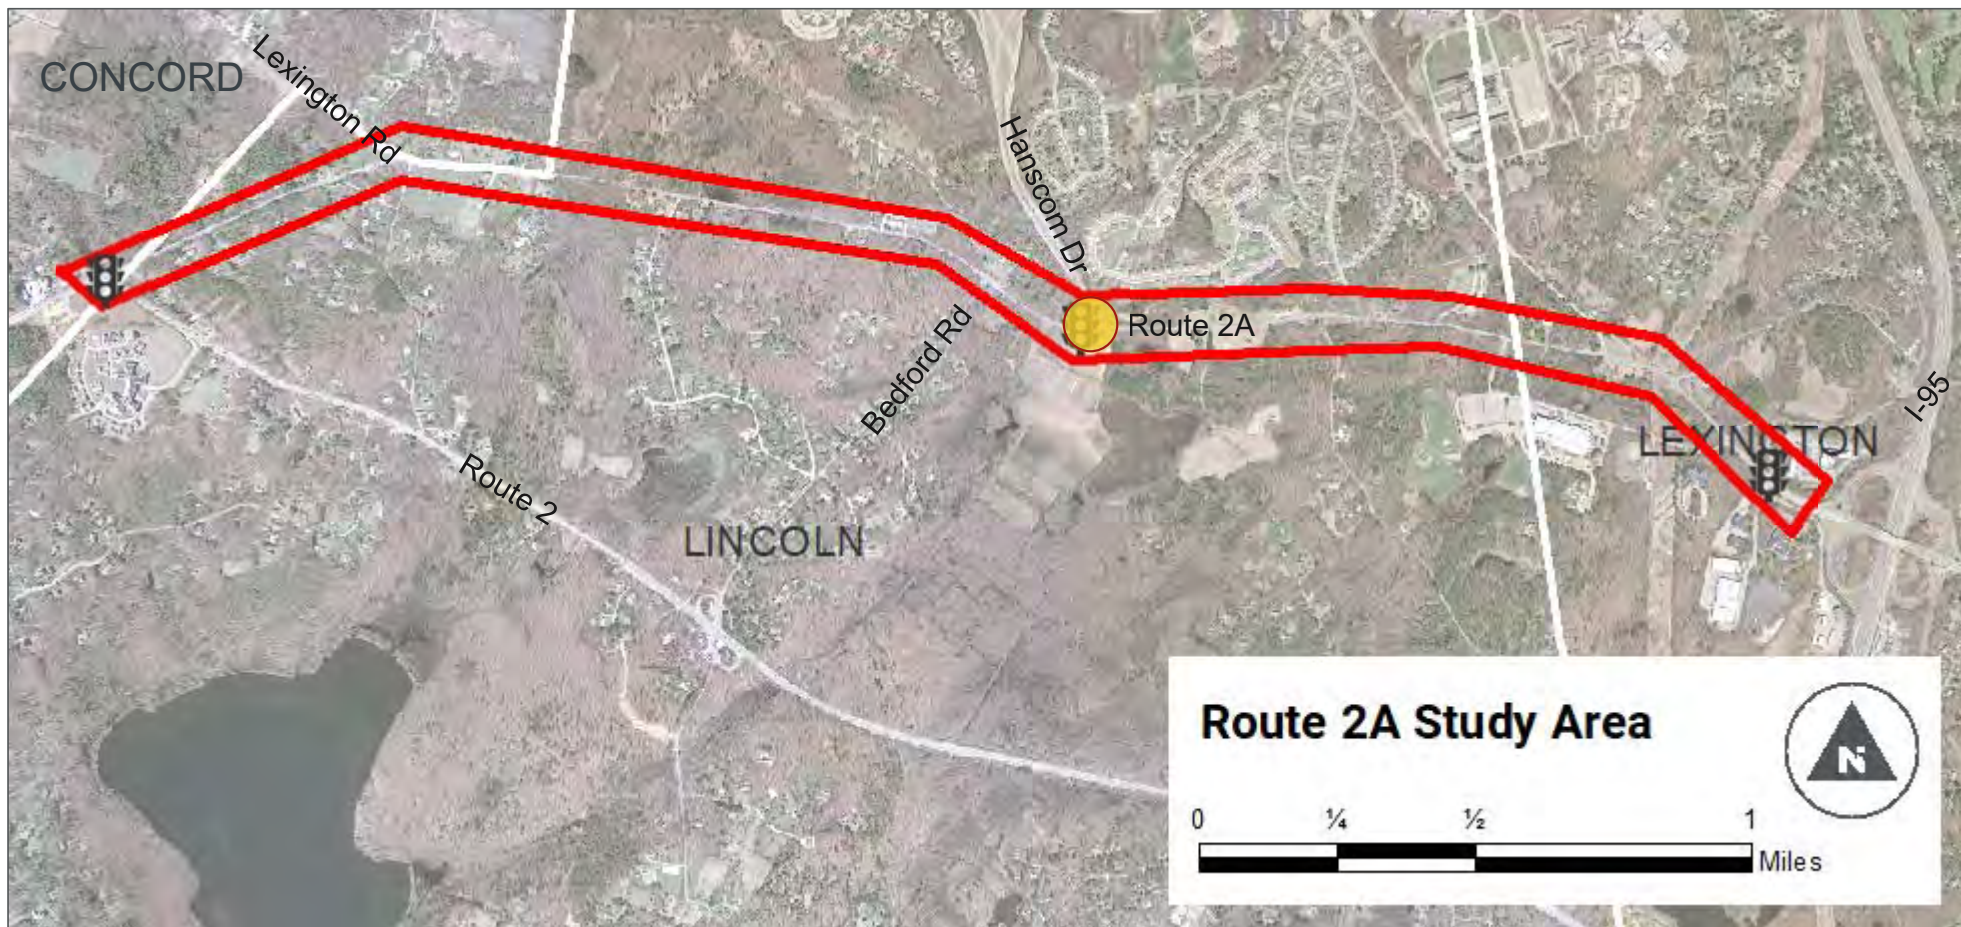 CONCORD
Lexington Rd
Hanscom Dr
Route 2A
Bedford Rd
I-95
LEXINGTON
Route 2
LINCOLN
Route 2A Study Area
N
0 ¼ ½ 1
Miles